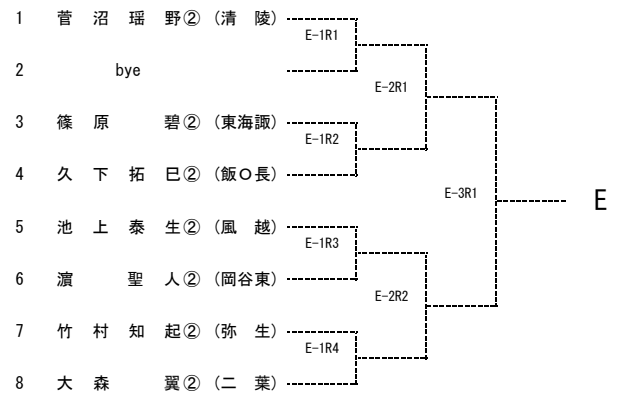 1 菅 沼 瑶 野② (清 陵)
E-1R1
2 bye
E-2R1
3 篠 原 碧② (東海諏)
E-1R2
4 久 下 拓 巳② (飯O長)
E-3R1
E
5 池 上 泰 生② (風 越)
E-1R3
6 濵 聖 人② (岡谷東)
E-2R2
7 竹 村 知 起② (弥 生)
E-1R4
8 大 森 翼② (二 葉)